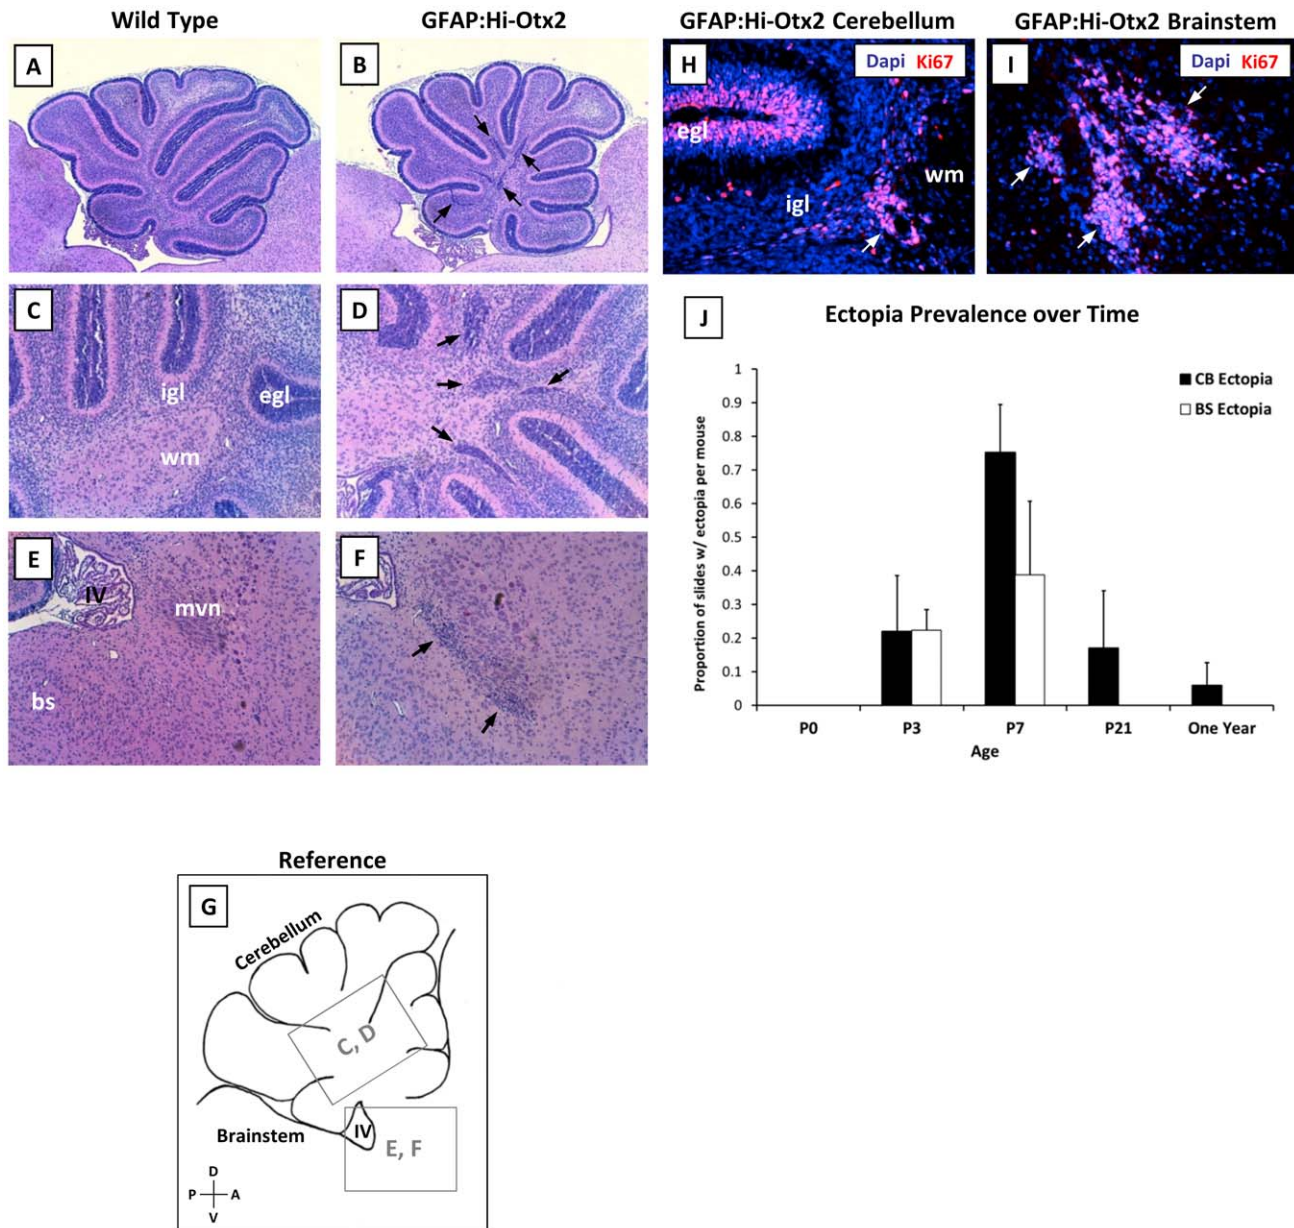 Wild Type
GFAP:Hi-Otx2
GFAP:Hi-Otx2 Cerebellum
GFAP:Hi-Otx2 Brainstem
A
B
H
Dapi Ki67
egl
igl
wm
I
Dapi Ki67
C
igl
egl
wm
D
E
IV
mvn
bs
F
J
Ectopia Prevalence over Time
CB Ectopia
BS Ectopia
Proportion of slides w/ ectopia per mouse
1
0.9
0.8
0.7
0.6
0.5
0.4
0.3
0.2
0.1
0
P0
P3
P7
P21
One Year
Age
Reference
G
Cerebellum
C, D
Brainstem
IV
E, F
D
P
A
V